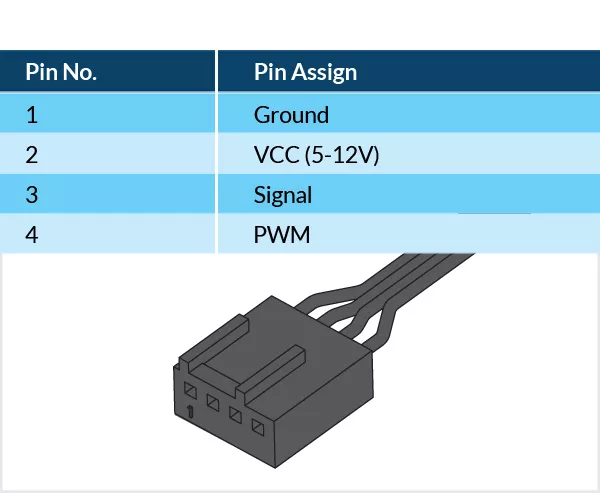 Pin No. Pin Assign
1 Ground
2 VCC (5-12V)
3 Signal
4 PWM
1